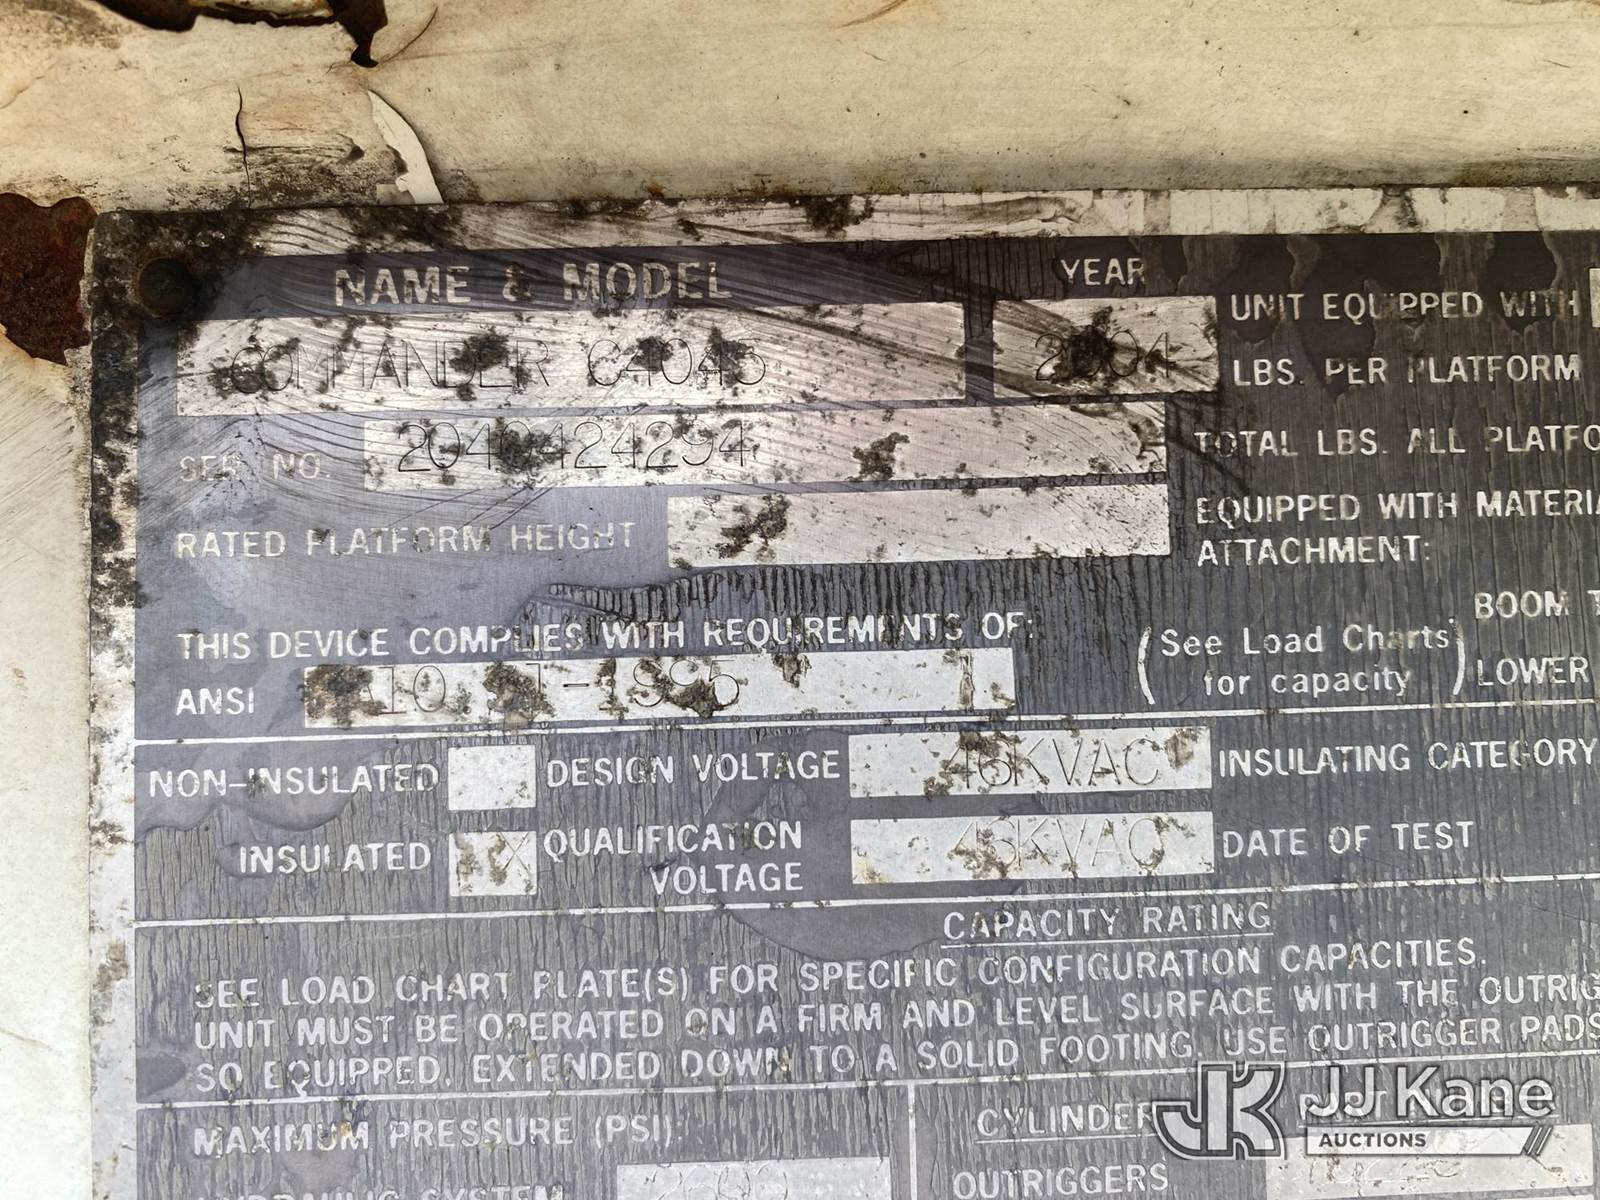 NAME & MODEL
YEAR
COMMANDER C4045
2004
UNIT EQUIPPED WITH
LBS. PER PLATFORM
SER. NO.
TOTAL LBS. ALL
RATED PLATFORM HEIGHT
EQUIPPED WITH
ATTACHMENT:
THIS DEVICE COMPLIES WITH REQUIREMENTS OF:
BOOM
(See Load Charts
for capacity)
LOWER
ANSI
NON-INSULATED
DESIGN VOLTAGE
46KVAC
INSULATING CATEGORY
INSULATED
X
QUALIFICATION
VOLTAGE
46KVAC
DATE OF TEST
CAPACITY RATING
SEE LOAD CHART PLATE(S) FOR SPECIFIC CONFIGURATION CAPACITIES.
UNIT MUST BE OPERATED ON A FIRM AND LEVEL SURFACE WITH THE
SO EQUIPPED, EXTENDED DOWN TO A SOLID FOOTING, USE OUTRIGGER PADS
MAXIMUM PRESSURE (PSI):
CYLINDER
OUTRIGGERS
HYDRAULIC SYSTEM
JK JJ Kane
AUCTIONS